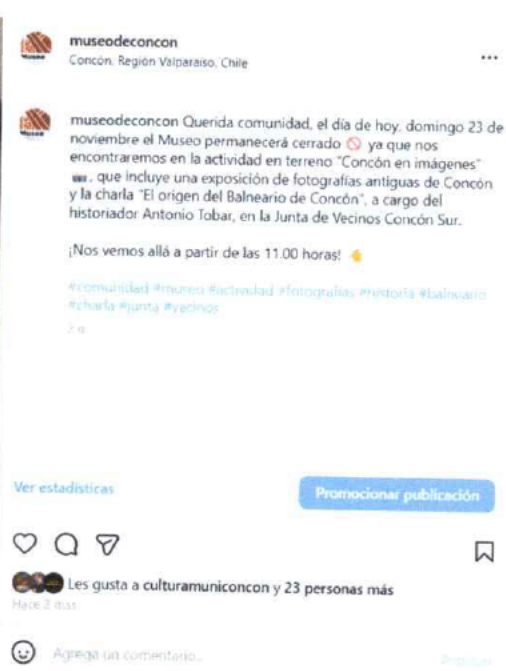 museodeconcon
Concón, Región Valparaíso, Chile
museodeconcon Querida comunidad, el día de hoy, domingo 23 de
noviembre el Museo permanecerá cerrado 🚫 ya que nos
encontraremos en la actividad en terreno "Concón en imágenes"
, que incluye una exposición de fotografías antiguas de Concón
y la charla "El origen del Balneario de Concón", a cargo del
historiador Antonio Tobar, en la Junta de Vecinos Concón Sur.
¡Nos vemos allá a partir de las 11.00 horas!
#comunidad #museo #actividad #fotografías #historia #balneario
#charla #junta #vecinos
Ver estadísticas
Promocionar publicación
Les gusta a culturamuniconcon y 23 personas más
Hace 2 días
Agrega un comentario...